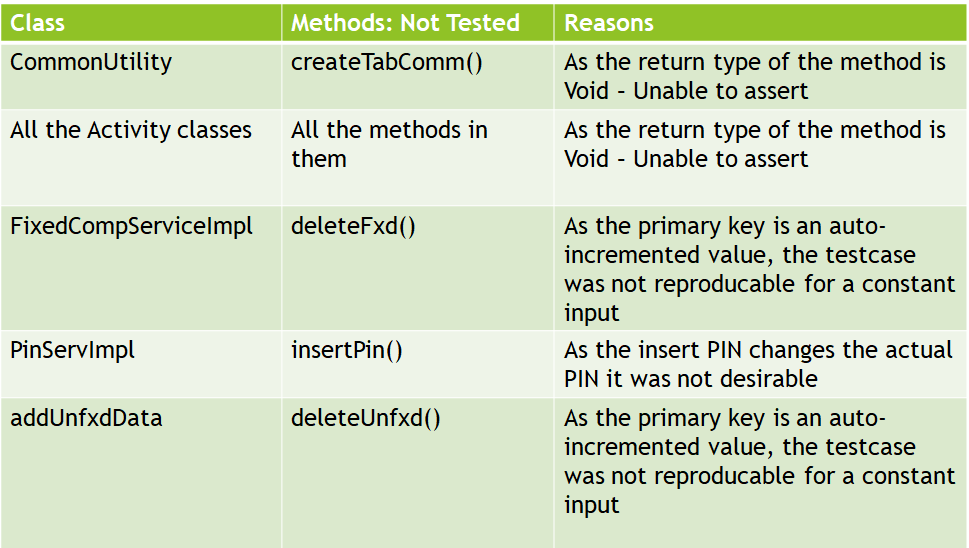 Class Methods: Not Tested Reasons
CommonUtility createTabComm() As the return type of the method is
Void – Unable to assert
All the Activity classes All the methods in As the return type of the method is
them Void – Unable to assert
FixedCompServiceImpl deleteFxd() As the primary key is an auto-
incremented value, the testcase
was not reproducable for a constant
input
PinServImpl insertPin() As the insert PIN changes the actual
PIN it was not desirable
addUnfxdData deleteUnfxd() As the primary key is an auto-
incremented value, the testcase
was not reproducable for a constant
input